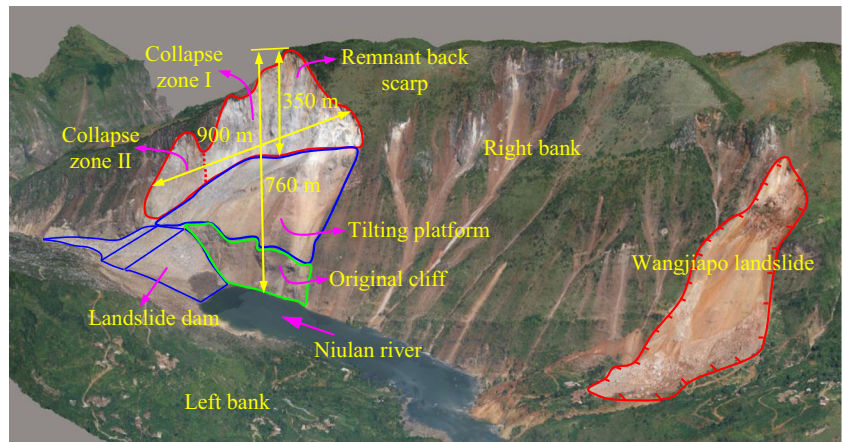 Collapse
zone I
Remnant back
scarp
350 m
Collapse
zone II
900 m
Right bank
760 m
Tilting platform
Wangjiapo landslide
Original cliff
Landslide dam
Niulan river
Left bank